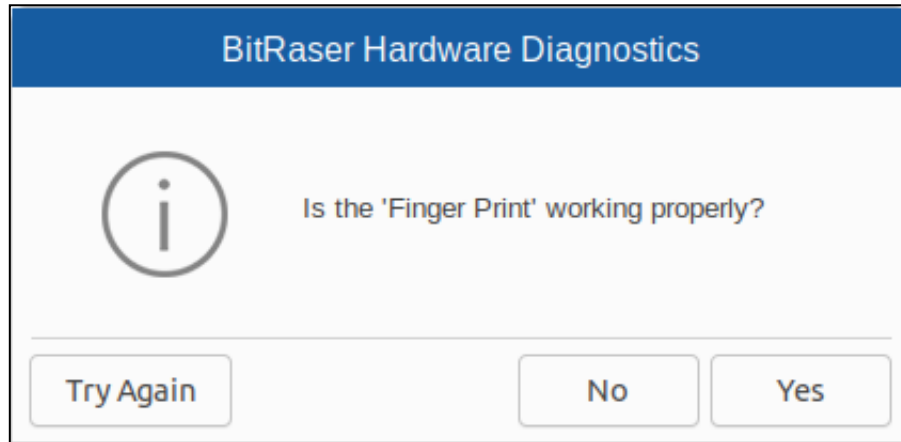 BitRaser Hardware Diagnostics
Is the 'Finger Print' working properly?
Try Again
No
Yes